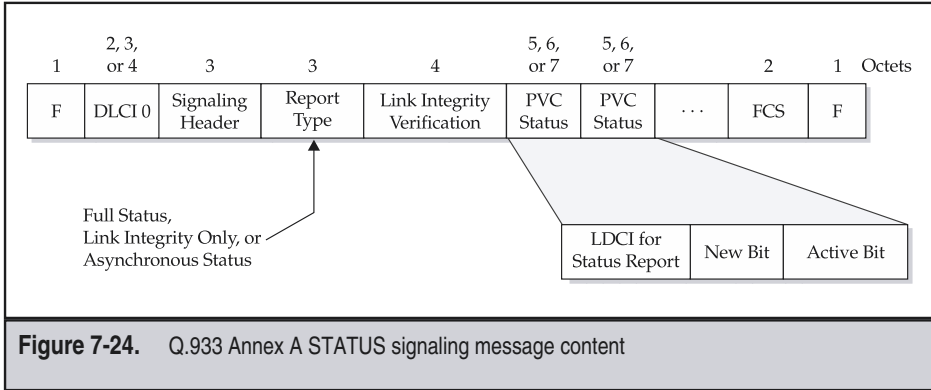 2, 3,
or 4
5, 6,
or 7
5, 6,
or 7
1
3
3
4
2
1
Octets
F
DLCI 0
Signaling
Header
Report
Type
Link Integrity
Verification
PVC
Status
PVC
Status
. . .
FCS
F
Full Status,
Link Integrity Only, or
Asynchronous Status
LDCI for
Status Report
New Bit
Active Bit
Figure 7-24. Q.933 Annex A STATUS signaling message content